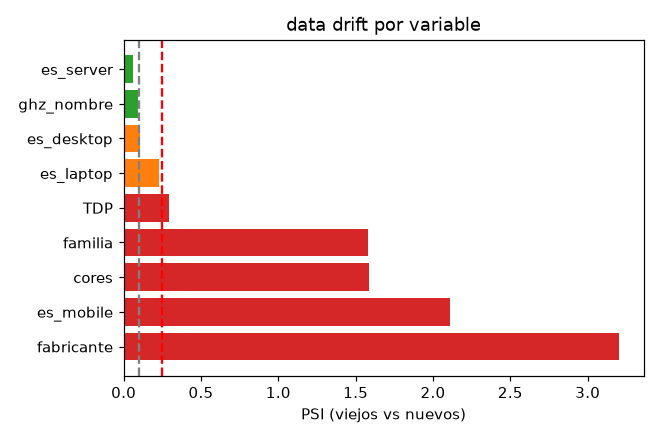 data drift por variable
es_server
ghz_nombre
es_desktop
es_laptop
TDP
familia
cores
es_mobile
fabricante
0.0 0.5 1.0 1.5 2.0 2.5 3.0
PSI (viejos vs nuevos)